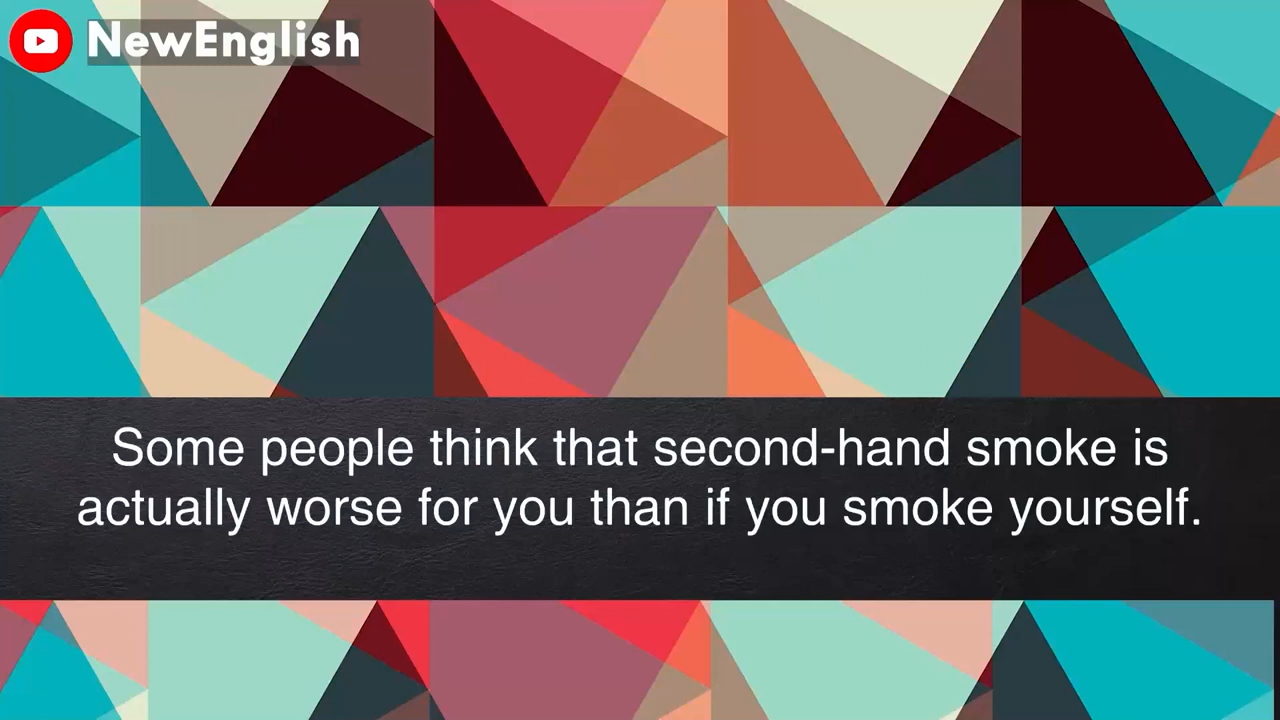 NewEnglish
Some people think that second-hand smoke is
actually worse for you than if you smoke yourself.